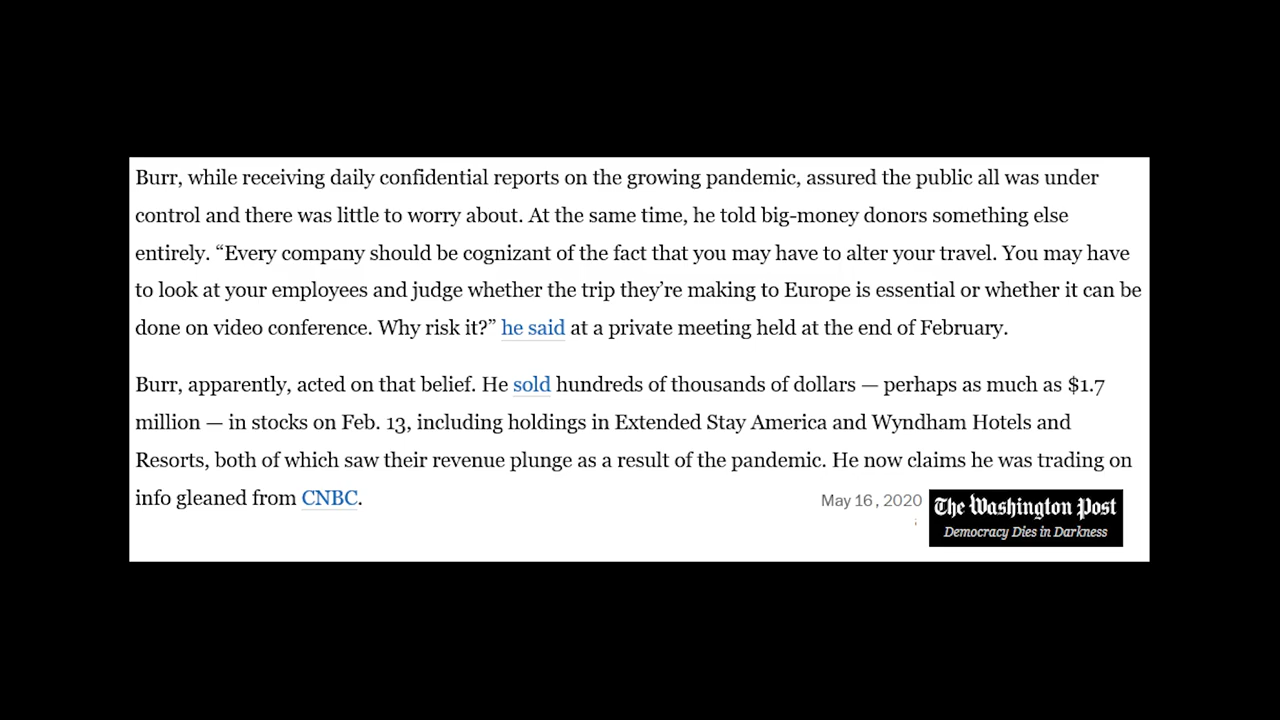 Burr, while receiving daily confidential reports on the growing pandemic, assured the public all was under
control and there was little to worry about. At the same time, he told big-money donors something else
entirely. “Every company should be cognizant of the fact that you may have to alter your travel. You may have
to look at your employees and judge whether the trip they’re making to Europe is essential or whether it can be
done on video conference. Why risk it?” he said at a private meeting held at the end of February.
Burr, apparently, acted on that belief. He sold hundreds of thousands of dollars — perhaps as much as $1.7
million — in stocks on Feb. 13, including holdings in Extended Stay America and Wyndham Hotels and
Resorts, both of which saw their revenue plunge as a result of the pandemic. He now claims he was trading on
info gleaned from CNBC.
May 16, 2020
The Washington Post
Democracy Dies in Darkness